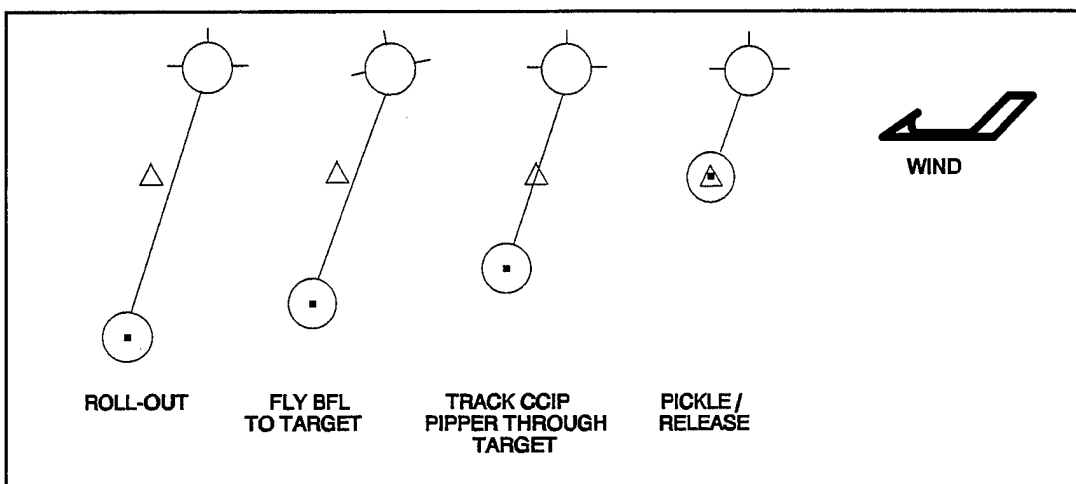 WIND
ROLL-OUT
FLY BFL
TO TARGET
TRACK CCIP
PIPPER THROUGH
TARGET
PICKLE /
RELEASE